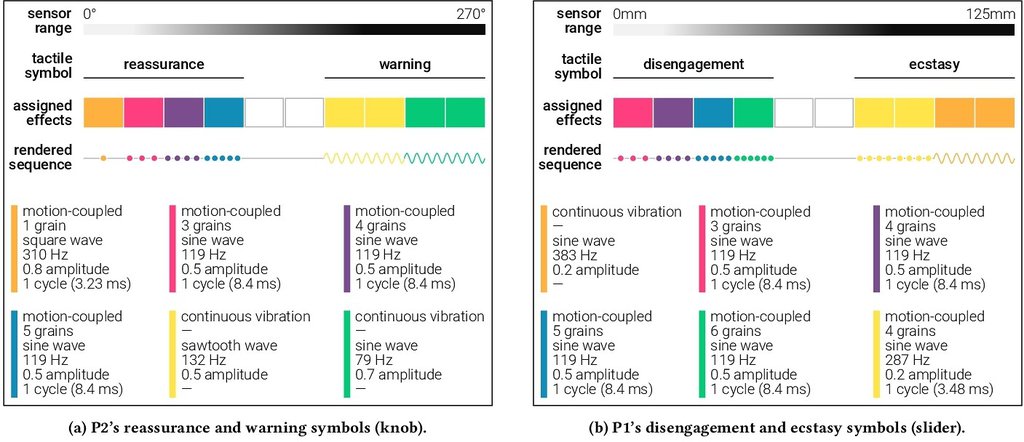 sensor range
0°
270°
tactile symbol
reassurance
warning
assigned effects
rendered sequence
motion-coupled
1 grain
square wave
310 Hz
0.8 amplitude
1 cycle (3.23 ms)
motion-coupled
3 grains
sine wave
119 Hz
0.5 amplitude
1 cycle (8.4 ms)
motion-coupled
4 grains
sine wave
119 Hz
0.5 amplitude
1 cycle (8.4 ms)
motion-coupled
5 grains
sine wave
119 Hz
0.5 amplitude
1 cycle (8.4 ms)
continuous vibration
—
sawtooth wave
132 Hz
0.5 amplitude
—
continuous vibration
—
sine wave
79 Hz
0.7 amplitude
—
(a) P2's reassurance and warning symbols (knob).
sensor range
0mm
125mm
tactile symbol
disengagement
ecstasy
assigned effects
rendered sequence
continuous vibration
—
sine wave
383 Hz
0.2 amplitude
—
motion-coupled
3 grains
sine wave
119 Hz
0.5 amplitude
1 cycle (8.4 ms)
motion-coupled
4 grains
sine wave
119 Hz
0.5 amplitude
1 cycle (8.4 ms)
motion-coupled
5 grains
sine wave
119 Hz
0.5 amplitude
1 cycle (8.4 ms)
motion-coupled
6 grains
sine wave
119 Hz
0.5 amplitude
1 cycle (8.4 ms)
motion-coupled
4 grains
sine wave
287 Hz
0.2 amplitude
1 cycle (3.48 ms)
(b) P1's disengagement and ecstasy symbols (slider).